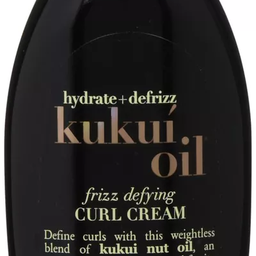 hydrate+defrizz
kukuí
oil
frizz defying
CURL CREAM
Define curls with this weightless
blend of kukui nut oil, an